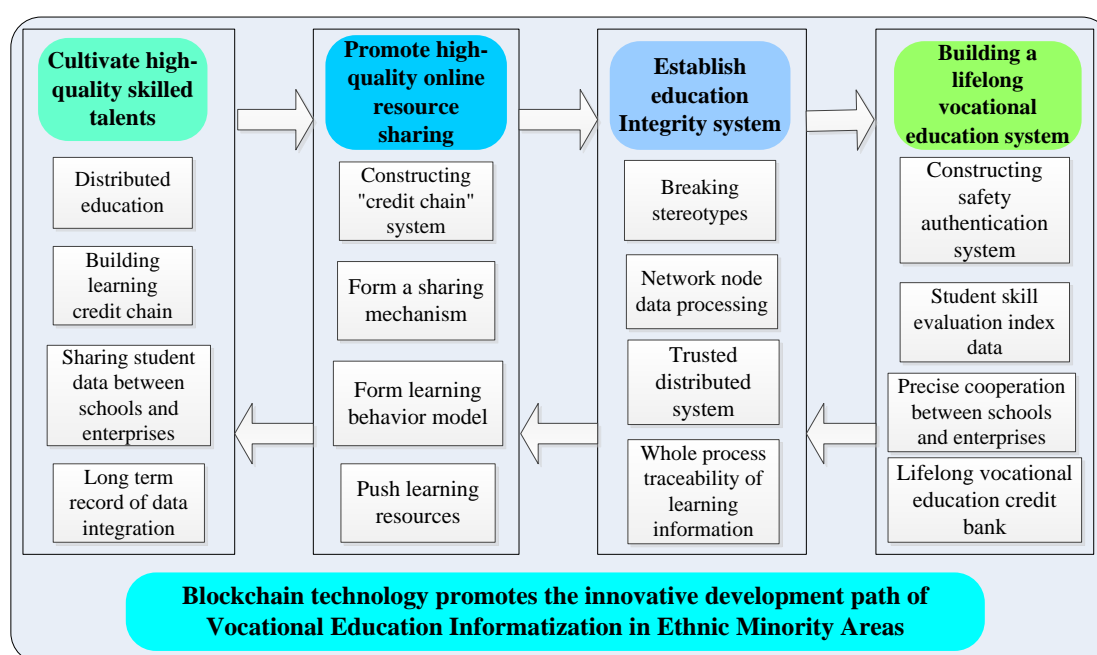 Cultivate high-
quality skilled
talents
Distributed
education
Building
learning
credit chain
Sharing student
data between
schools and
enterprises
Long term
record of data
integration
Promote high-
quality online
resource
sharing
Constructing
"credit chain"
system
Form a sharing
mechanism
Form learning
behavior model
Push learning
resources
Establish
education
Integrity system
Breaking
stereotypes
Network node
data processing
Trusted
distributed
system
Whole process
traceability of
learning
information
Building a
lifelong
vocational
education system
Constructing
safety
authentication
system
Student skill
evaluation index
data
Precise cooperation
between schools
and enterprises
Lifelong vocational
education credit
bank
Blockchain technology promotes the innovative development path of
Vocational Education Informatization in Ethnic Minority Areas